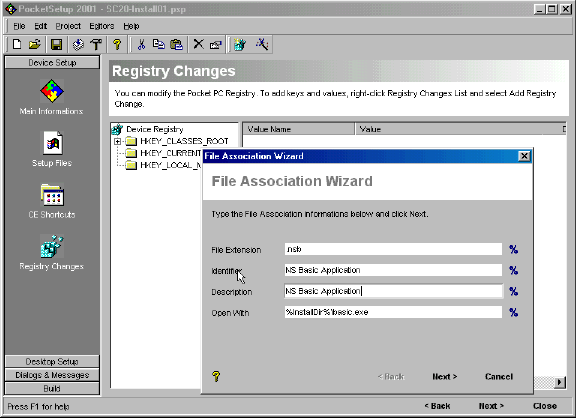 PocketSetup 2001 - SC20-Install01.psp
File Edit Project Editors Help
Device Setup
Main Informations
Setup Files
CE Shortcuts
Registry Changes
Desktop Setup
Dialogs & Messages
Build
Registry Changes
You can modify the Pocket PC Registry. To add keys and values, right-click Registry Changes List and select Add Registry
Change.
Device Registry
HKEY_CLASSES_ROOT
HKEY_CURRENT
HKEY_LOCAL_M
Value Name Value D
File Association Wizard
File Association Wizard
Type the File Association informations below and click Next.
File Extension .nsb %
Identifier NS Basic Application %
Description NS Basic Application %
Open With %InstallDir%\basic.exe %
? < Back Next > Cancel
Press F1 for help
< Back Next > Close